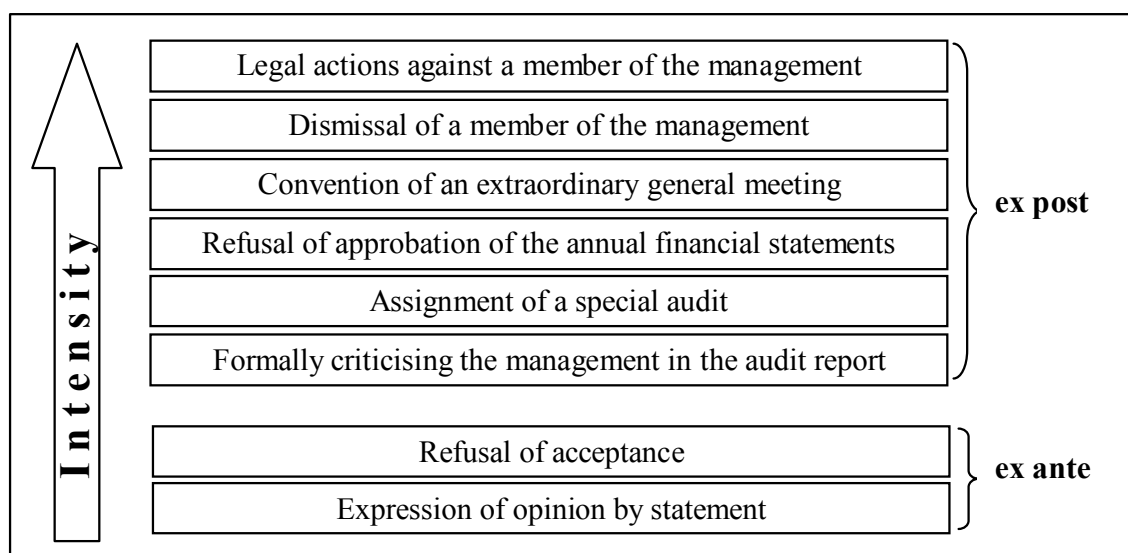 Legal actions against a member of the management
Dismissal of a member of the management
Convention of an extraordinary general meeting
Refusal of approbation of the annual financial statements
Assignment of a special audit
Formally criticising the management in the audit report
ex post
Refusal of acceptance
Expression of opinion by statement
ex ante
Intensity